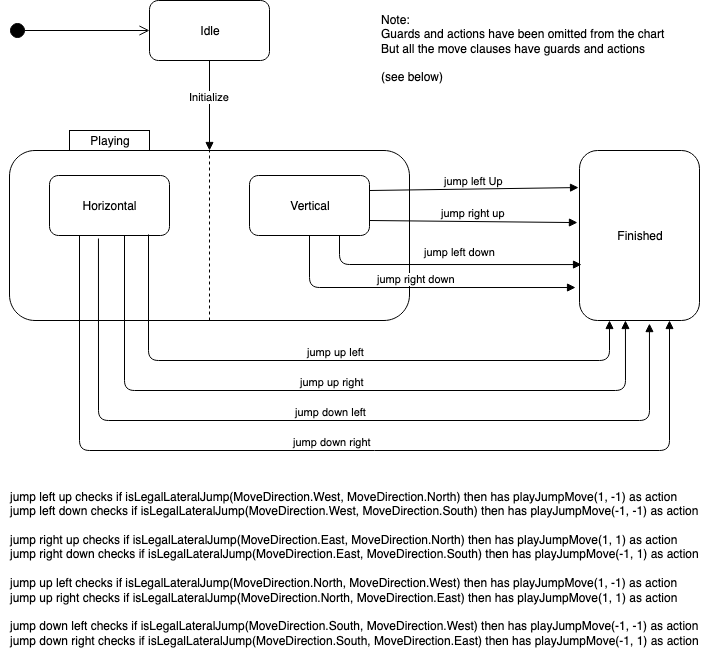 Note:
Guards and actions have been omitted from the chart
But all the move clauses have guards and actions
(see below)
Idle
Initialize
Playing
Horizontal
Vertical
Finished
jump left Up
jump right up
jump left down
jump right down
jump up left
jump up right
jump down left
jump down right
jump left up checks if isLegalLateralJump(MoveDirection.West, MoveDirection.North) then has playJumpMove(1, -1) as action
jump left down checks if isLegalLateralJump(MoveDirection.West, MoveDirection.South) then has playJumpMove(-1, -1) as action
jump right up checks if isLegalLateralJump(MoveDirection.East, MoveDirection.North) then has playJumpMove(1, 1) as action
jump right down checks if isLegalLateralJump(MoveDirection.East, MoveDirection.South) then has playJumpMove(-1, 1) as action
jump up left checks if isLegalLateralJump(MoveDirection.North, MoveDirection.West) then has playJumpMove(1, -1) as action
jump up right checks if isLegalLateralJump(MoveDirection.North, MoveDirection.East) then has playJumpMove(1, 1) as action
jump down left checks if isLegalLateralJump(MoveDirection.South, MoveDirection.West) then has playJumpMove(-1, -1) as action
jump down right checks if isLegalLateralJump(MoveDirection.South, MoveDirection.East) then has playJumpMove(-1, 1) as action